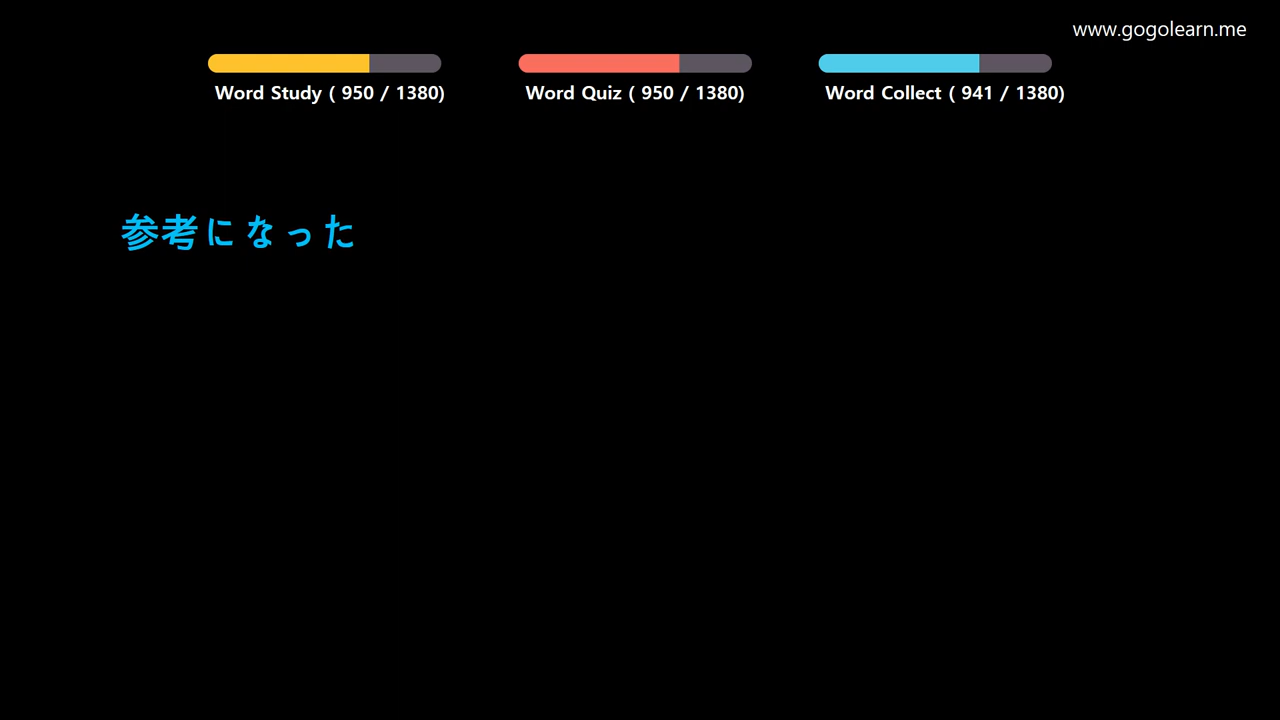 www.gogolearn.me
Word Study ( 950 / 1380)
Word Quiz ( 950 / 1380)
Word Collect ( 941 / 1380)
参考になった